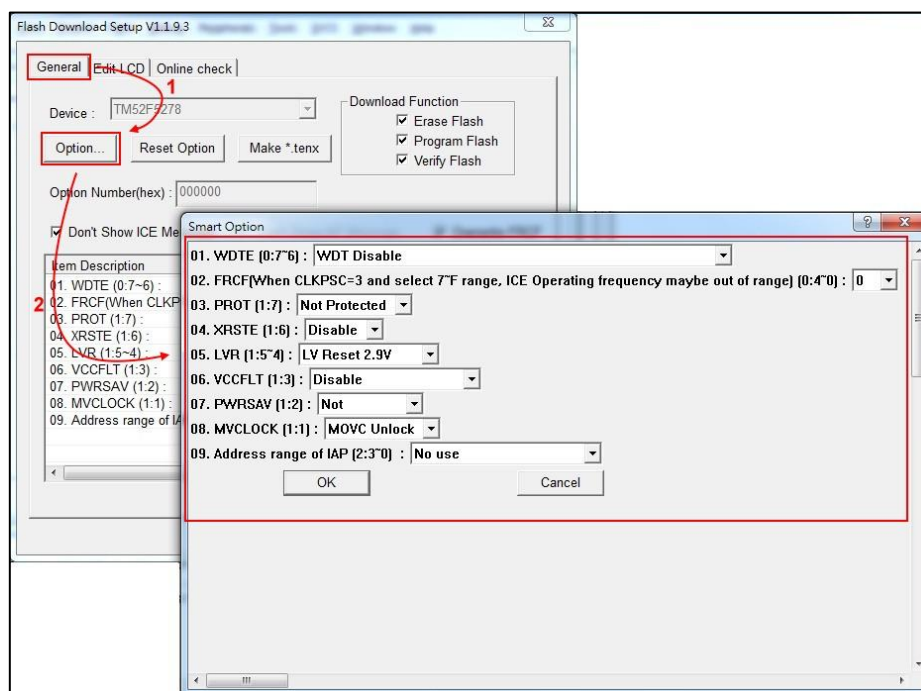 Flash Download Setup V1.1.9.3
General
Edit LCD
Online check
1
Device :
TM52F5278
Download Function
Erase Flash
Program Flash
Verify Flash
Option...
Reset Option
Make *.tenx
Option Number(hex) :
000000
Don't Show ICE Me
Item Description
01. WDTE (0:7~6) :
02. FRCF(When CLKP
03. PROT (1:7) :
04. XRSTE (1:6) :
05. LVR (1:5~4) :
06. VCCFLT (1:3) :
07. PWRSAV (1:2) :
08. MVCLOCK (1:1) :
09. Address range of IA
2
Smart Option
01. WDTE (0:7~6) : WDT Disable
02. FRCF(When CLKPSC=3 and select 7~F range, ICE Operating frequency maybe out of range) (0:4~0) : 0
03. PROT (1:7) : Not Protected
04. XRSTE (1:6) : Disable
05. LVR (1:5~4) : LV Reset 2.9V
06. VCCFLT (1:3) : Disable
07. PWRSAV (1:2) : Not
08. MVCLOCK (1:1) : MOVC Unlock
09. Address range of IAP (2:3~0) : No use
OK
Cancel